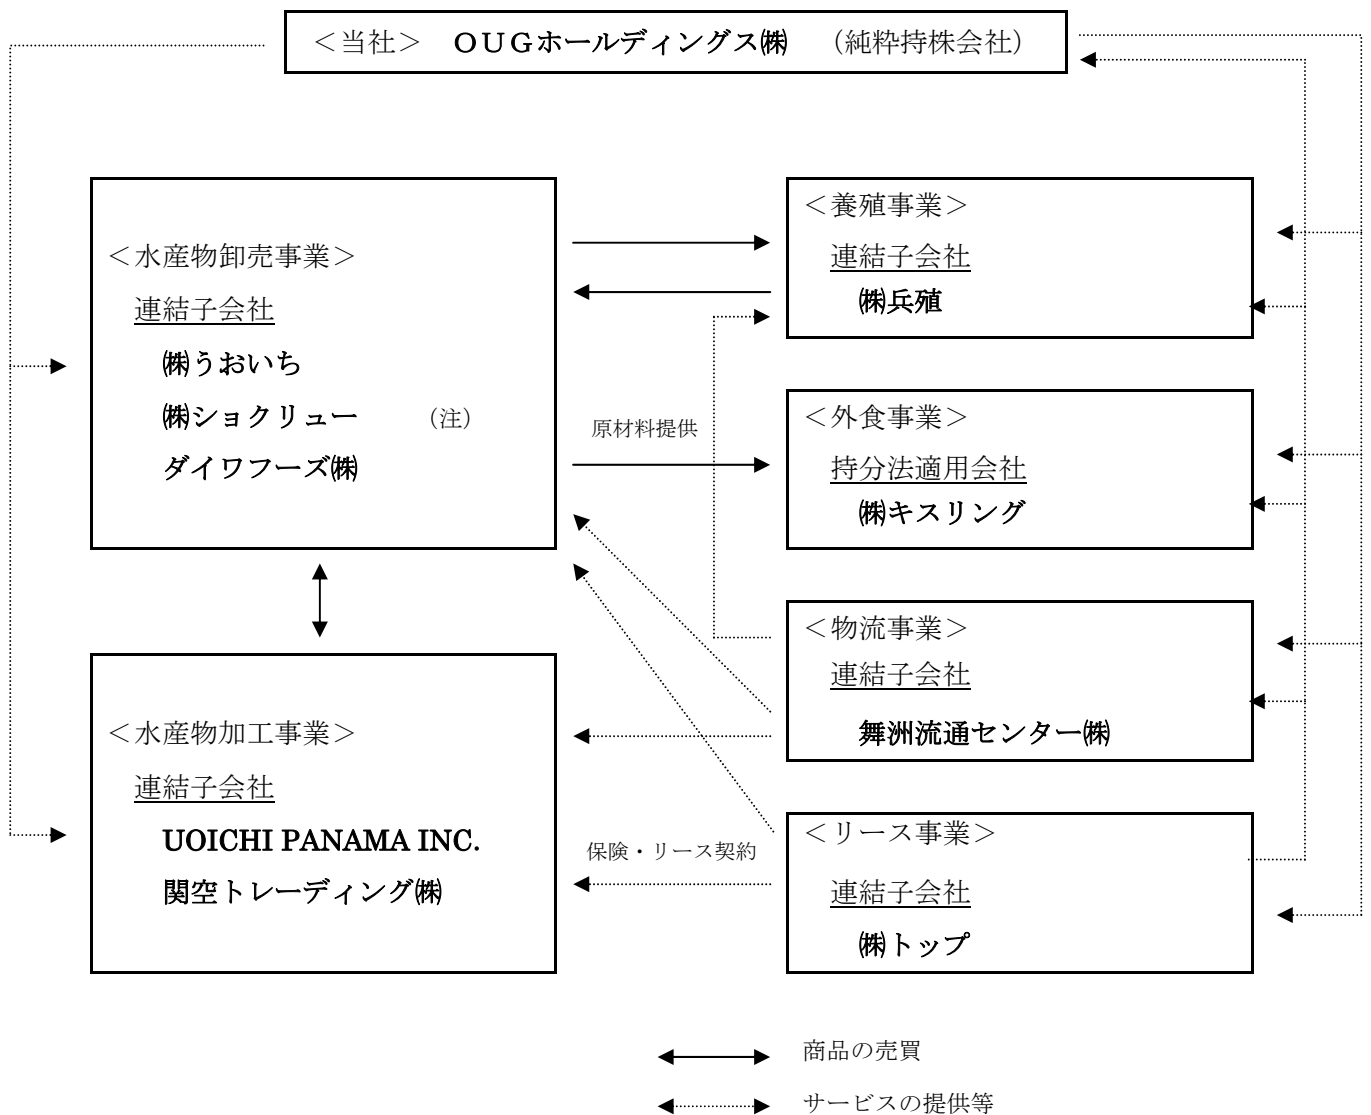 ＜当社＞　ＯＵＧホールディングス㈱　（純粋持株会社）
＜水産物卸売事業＞
連結子会社
㈱うおいち
㈱ショクリュー　（注）
ダイワフーズ㈱
＜水産物加工事業＞
連結子会社
UOICHI PANAMA INC.
関空トレーディング㈱
原材料提供
保険・リース契約
＜養殖事業＞
連結子会社
㈱兵殖
＜外食事業＞
持分法適用会社
㈱キスリング
＜物流事業＞
連結子会社
舞洲流通センター㈱
＜リース事業＞
連結子会社
㈱トップ
商品の売買
サービスの提供等